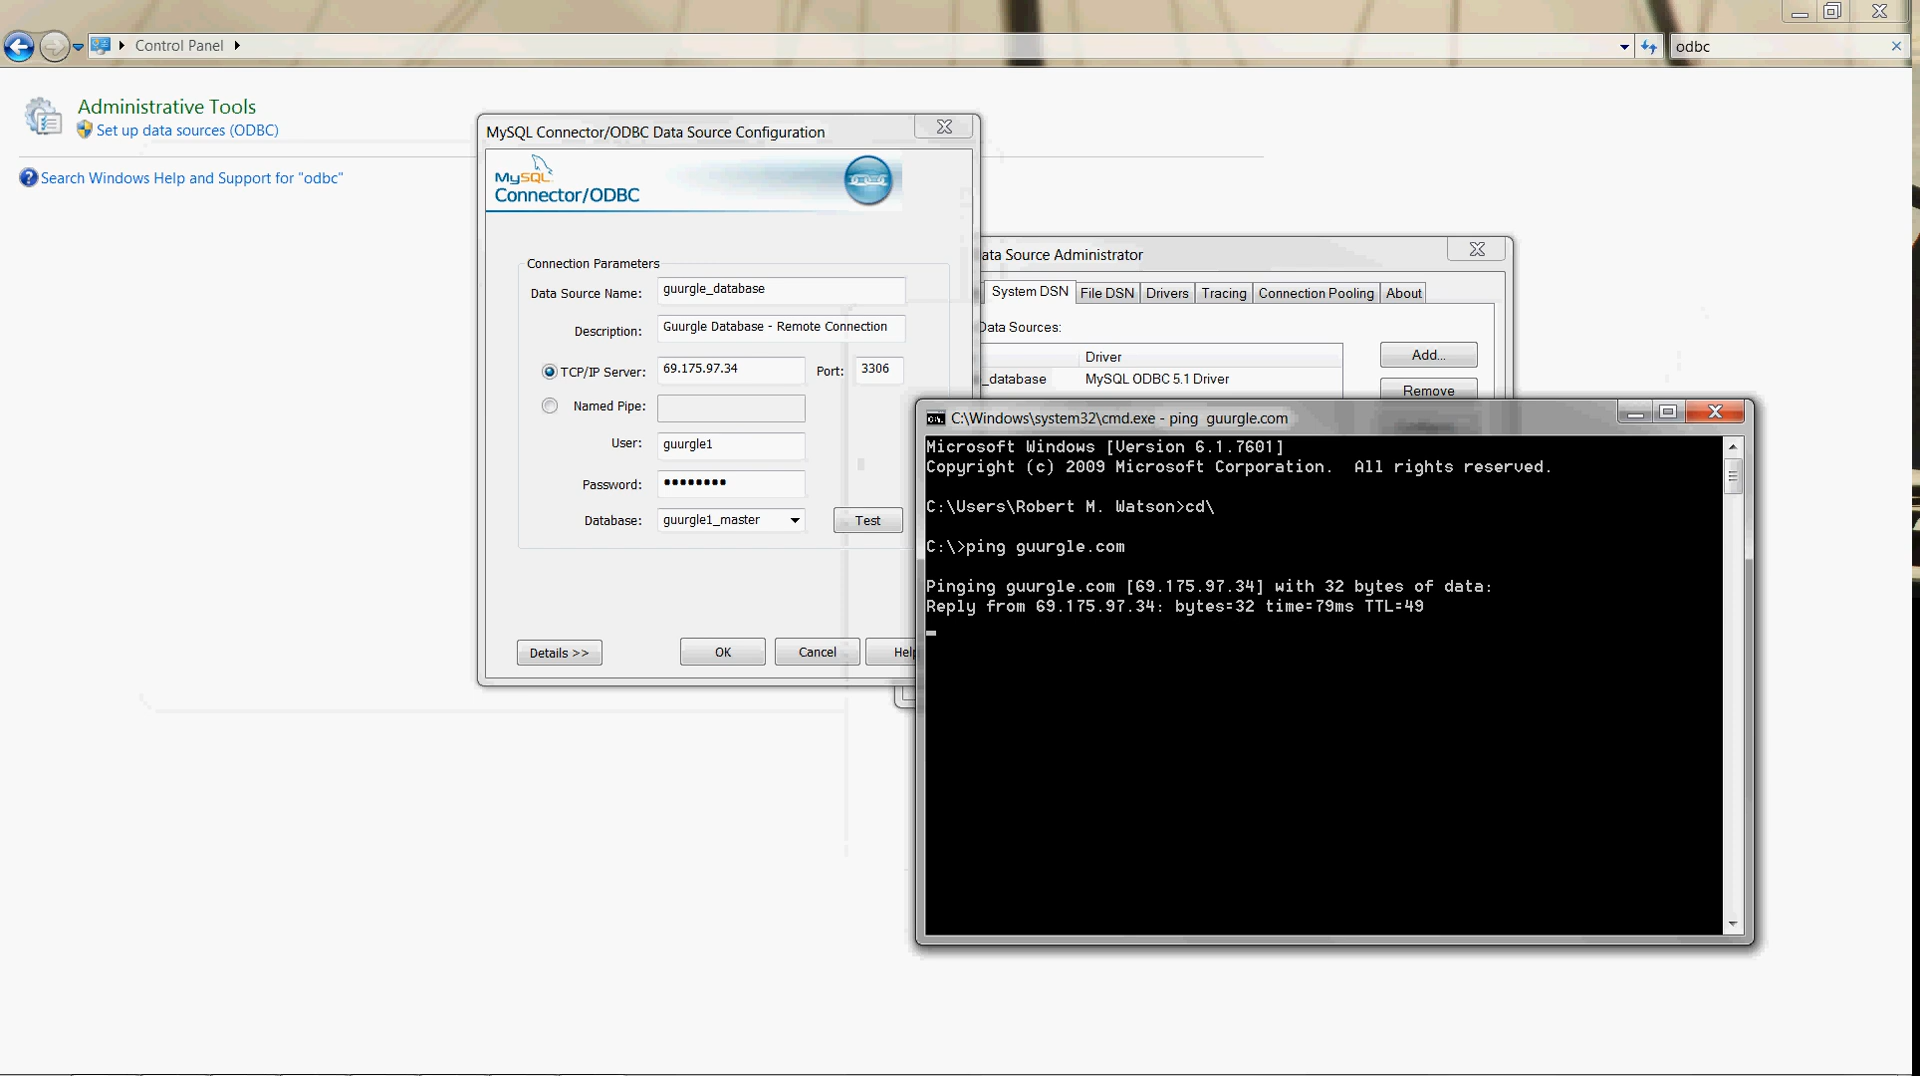 Control Panel
odbc
Administrative Tools
Set up data sources (ODBC)
Search Windows Help and Support for "odbc"
MySQL Connector/ODBC Data Source Configuration
MySQL
Connector/ODBC
Connection Parameters
Data Source Name: guurgle_database
Description: Guurgle Database - Remote Connection
TCP/IP Server: 69.175.97.34 Port: 3306
Named Pipe:
User: guurgle1
Password: ••••••••
Database: guurgle1_master Test
Details >> OK Cancel Help
ata Source Administrator
System DSN File DSN Drivers Tracing Connection Pooling About
Data Sources:
Driver
_database MySQL ODBC 5.1 Driver
Add...
Remove
C:\Windows\system32\cmd.exe - ping guurgle.com
Microsoft Windows [Version 6.1.7601]
Copyright (c) 2009 Microsoft Corporation. All rights reserved.
C:\Users\Robert M. Watson>cd\
C:\>ping guurgle.com
Pinging guurgle.com [69.175.97.34] with 32 bytes of data:
Reply from 69.175.97.34: bytes=32 time=79ms TTL=49